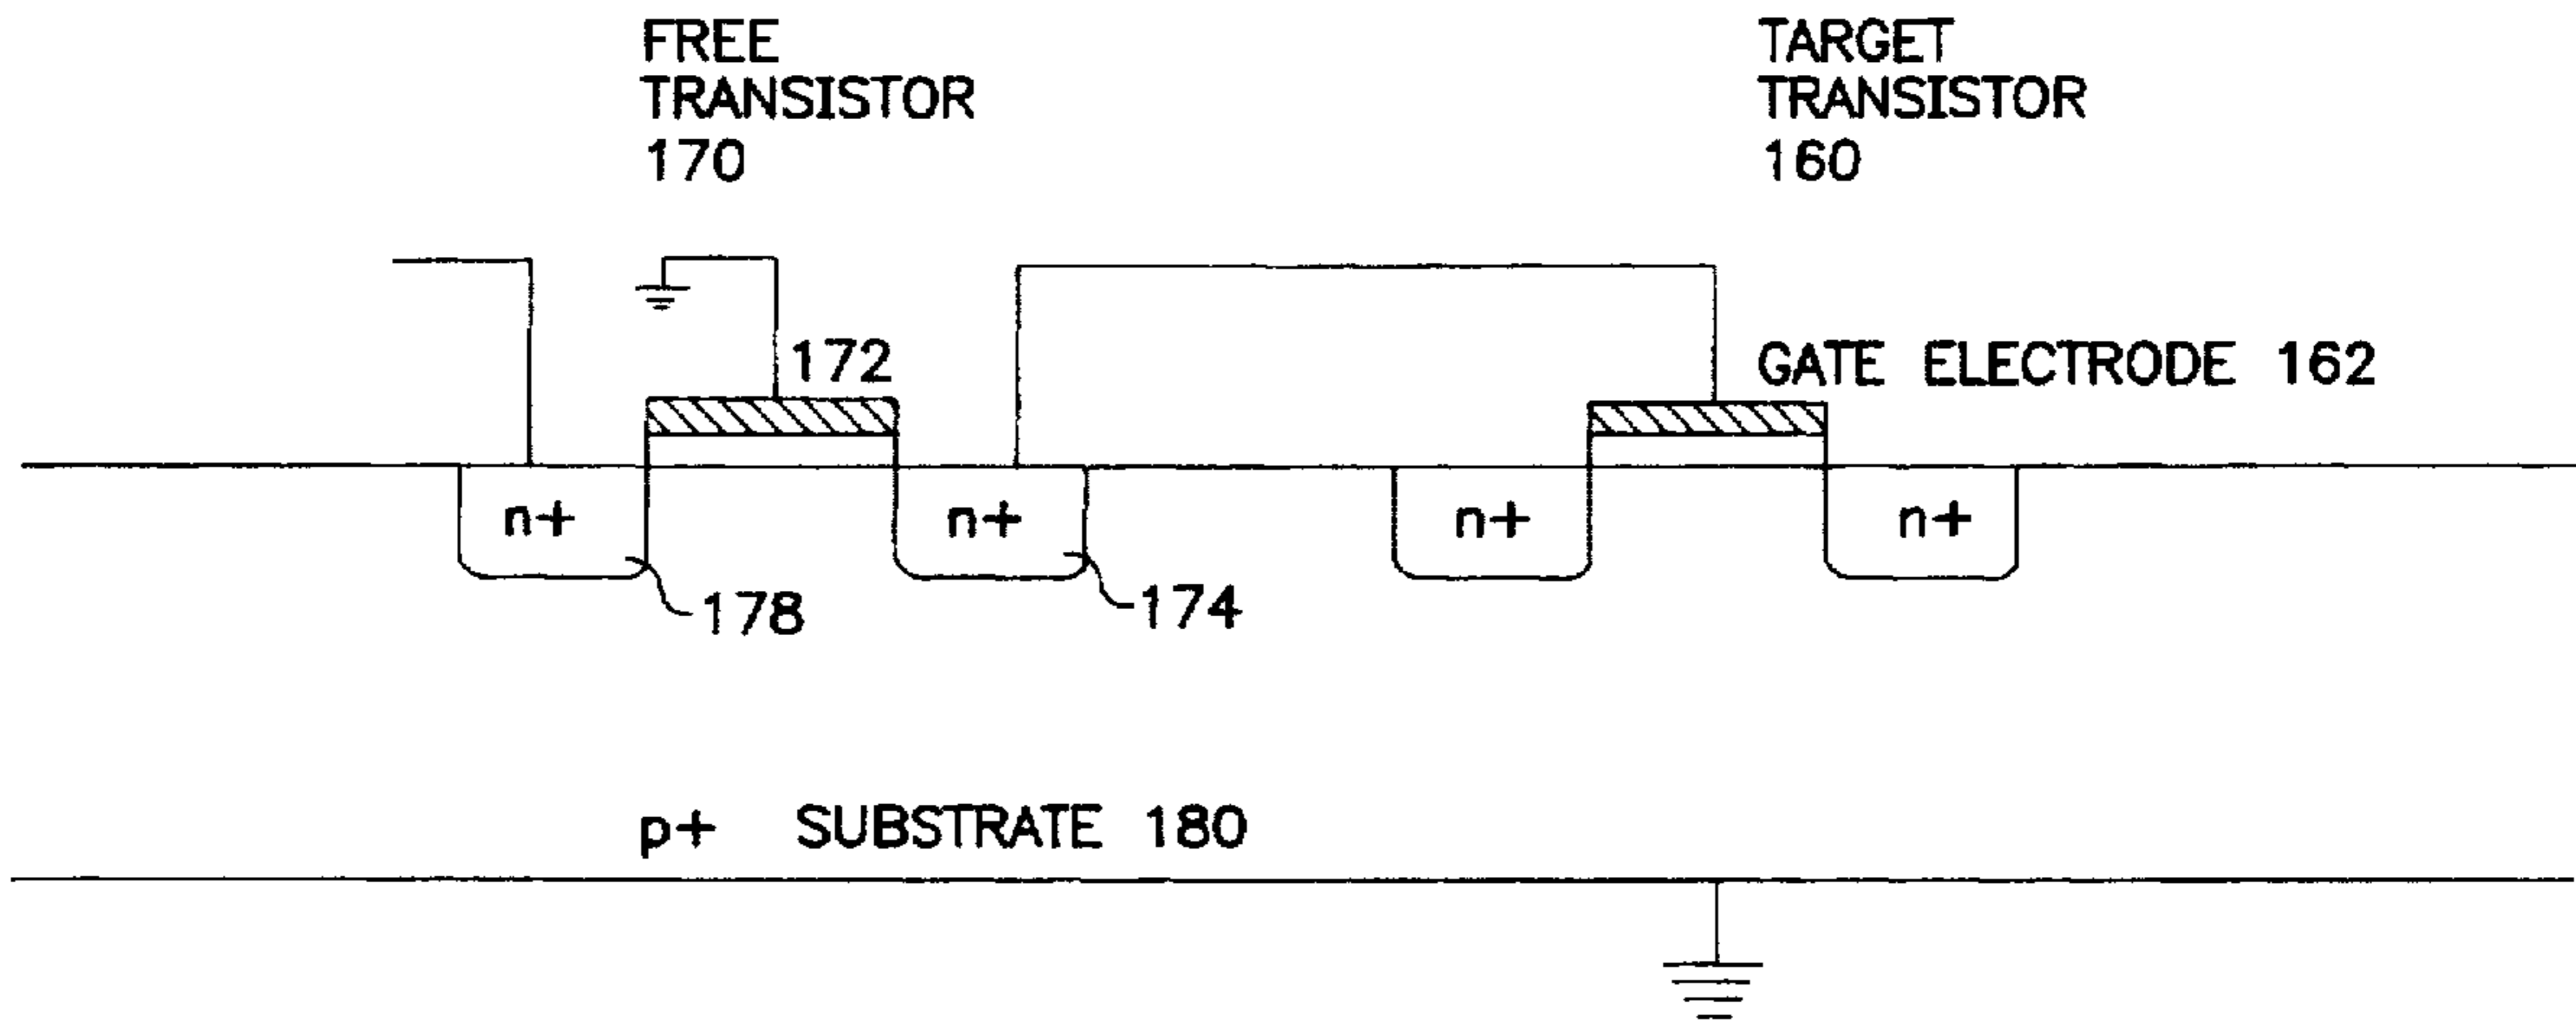 FREE
TRANSISTOR
170
TARGET
TRANSISTOR
160
172
GATE ELECTRODE 162
n+
n+
n+
n+
178
174
p+ SUBSTRATE 180